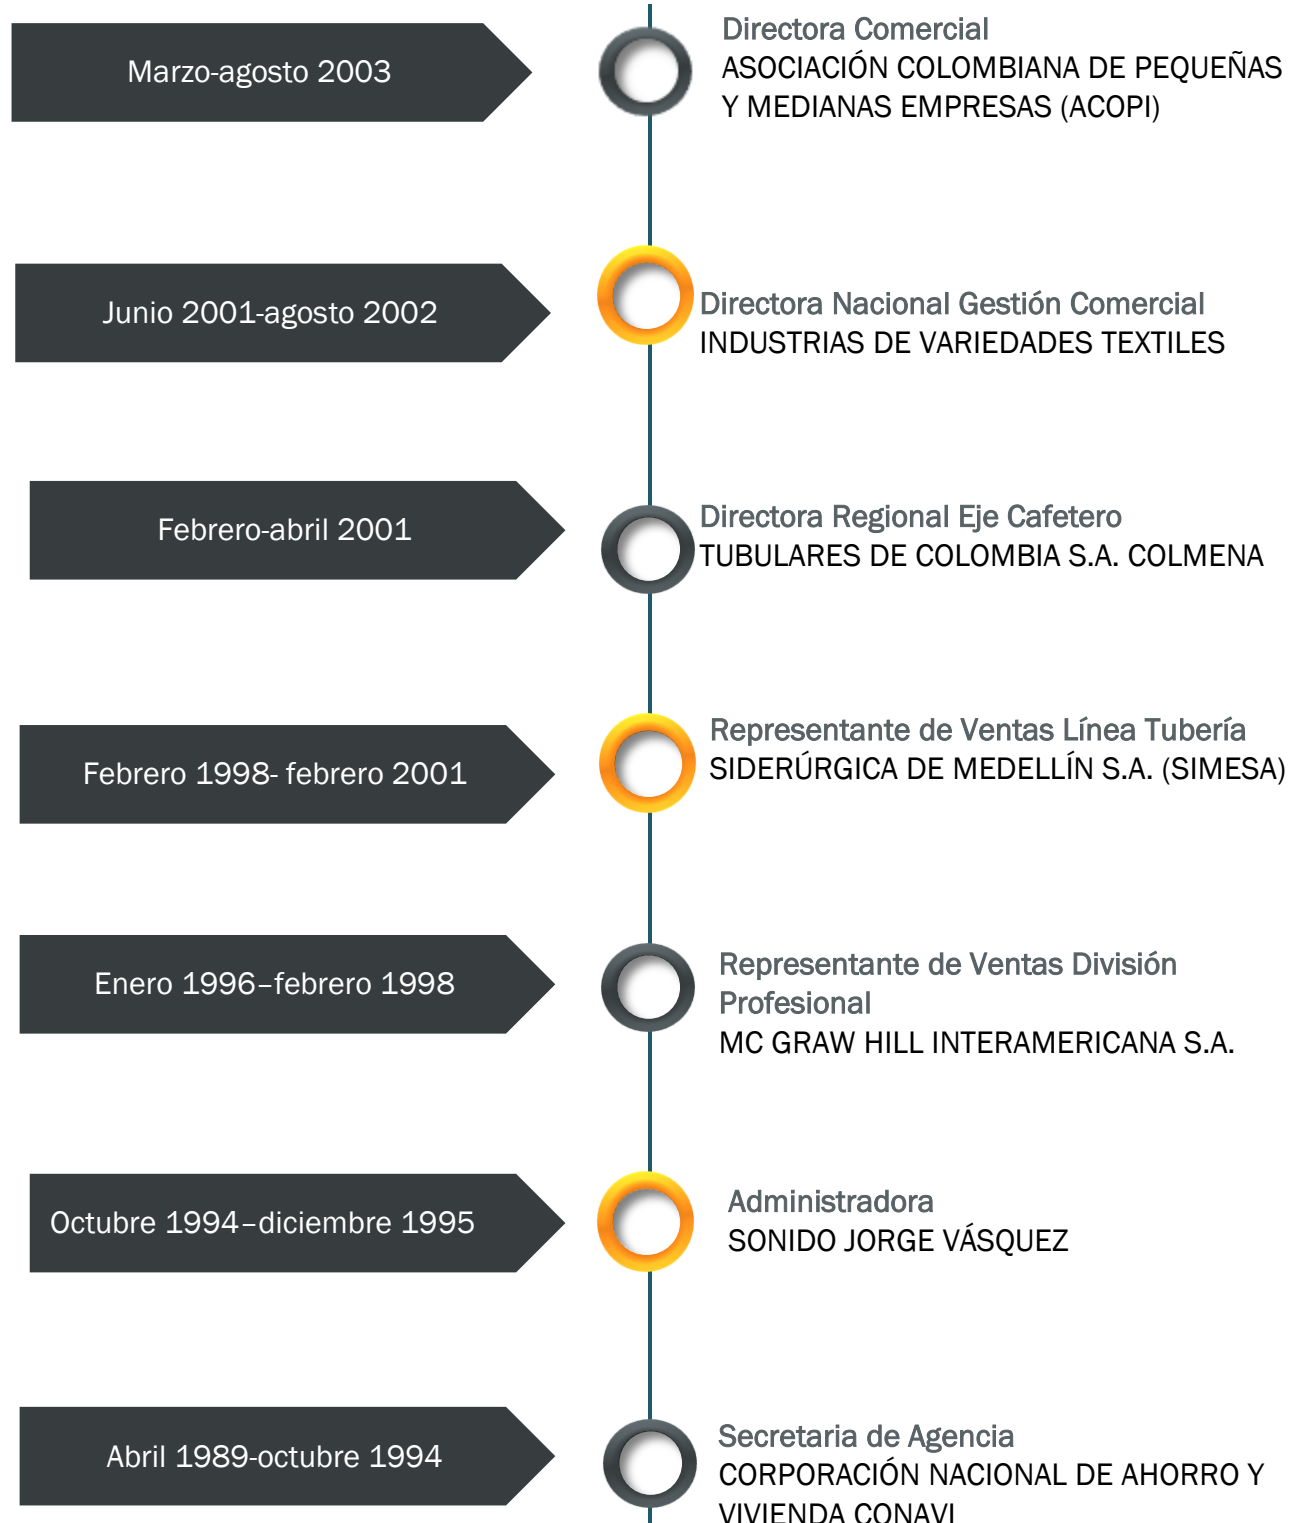 Marzo-agosto 2003
Directora Comercial
ASOCIACIÓN COLOMBIANA DE PEQUEÑAS
Y MEDIANAS EMPRESAS (ACOPI)
Junio 2001-agosto 2002
Directora Nacional Gestión Comercial
INDUSTRIAS DE VARIEDADES TEXTILES
Febrero-abril 2001
Directora Regional Eje Cafetero
TUBULARES DE COLOMBIA S.A. COLMENA
Febrero 1998- febrero 2001
Representante de Ventas Línea Tubería
SIDERÚRGICA DE MEDELLÍN S.A. (SIMESA)
Enero 1996–febrero 1998
Representante de Ventas División
Profesional
MC GRAW HILL INTERAMERICANA S.A.
Octubre 1994–diciembre 1995
Administradora
SONIDO JORGE VÁSQUEZ
Abril 1989-octubre 1994
Secretaria de Agencia
CORPORACIÓN NACIONAL DE AHORRO Y
VIVIENDA CONAVI